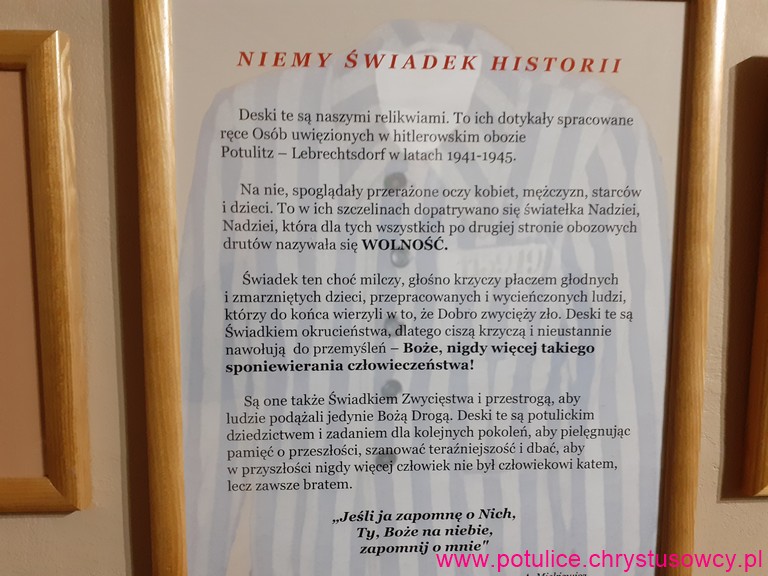 NIEMY ŚWIADEK HISTORII
Deski te są naszymi relikwiami. To ich dotykały spracowane
ręce Osób uwięzionych w hitlerowskim obozie
Potulitz – Lebrechtsdorf w latach 1941-1945.
Na nie, spoglądały przerażone oczy kobiet, mężczyzn, starców
i dzieci. To w ich szczelinach dopatrywano się światełka Nadziei,
Nadziei, która dla tych wszystkich po drugiej stronie obozowych
drutów nazywała się WOLNOŚĆ.
Świadek ten choć milczy, głośno krzyczy płaczem głodnych
i zmarzniętych dzieci, przepracowanych i wycieńczonych ludzi,
którzy do końca wierzyli w to, że Dobro zwycięży zło. Deski te są
Świadkiem okrucieństwa, dlatego ciszą krzyczą i nieustannie
nawołują do przemyśleń – Boże, nigdy więcej takiego
sponiewierania człowieczeństwa!
Są one także Świadkiem Zwycięstwa i przestrogą, aby
ludzie podążali jedynie Bożą Drogą. Deski te są potulickim
dziedzictwem i zadaniem dla kolejnych pokoleń, aby pielęgnując
pamięć o przeszłości, szanować teraźniejszość i dbać, aby
w przyszłości nigdy więcej człowiek nie był człowiekowi katem,
lecz zawsze bratem.
„Jeśli ja zapomnę o Nich,
Ty, Boże na niebie,
zapomnij o mnie"
www.potulice.chrystusowcy.pl